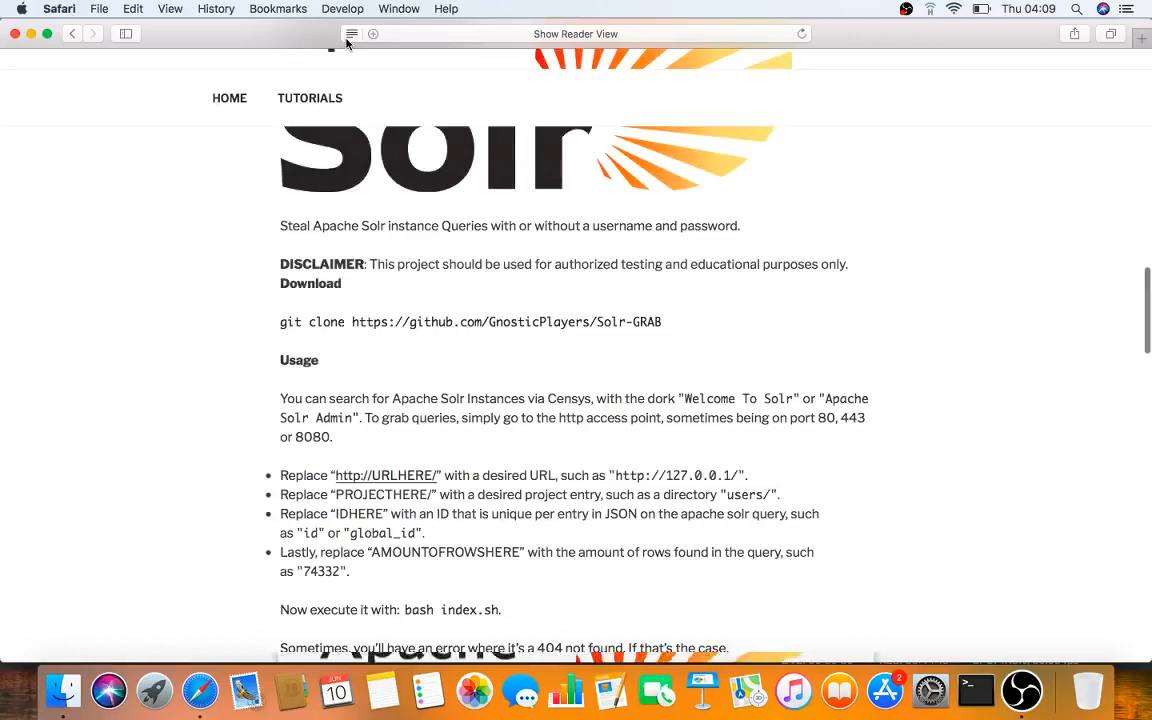 Safari File Edit View History Bookmarks Develop Window Help Thu 04:09
Show Reader View
HOME TUTORIALS
Solr
Steal Apache Solr instance Queries with or without a username and password.
DISCLAIMER: This project should be used for authorized testing and educational purposes only.
Download
git clone https://github.com/GnosticPlayers/Solr-GRAB
Usage
You can search for Apache Solr Instances via Censys, with the dork "Welcome To Solr" or "Apache
Solr Admin". To grab queries, simply go to the http access point, sometimes being on port 80, 443
or 8080.
Replace “http://URLHERE/” with a desired URL, such as "http://127.0.0.1/".
Replace “PROJECTHERE/” with a desired project entry, such as a directory "users/".
Replace “IDHERE” with an ID that is unique per entry in JSON on the apache solr query, such
as "id" or "global_id".
Lastly, replace “AMOUNTOFROWSHERE” with the amount of rows found in the query, such
as "74332".
Now execute it with: bash index.sh.
Sometimes, you'll have an error where it's a 404 not found. If that's the case.
JAN
10
2